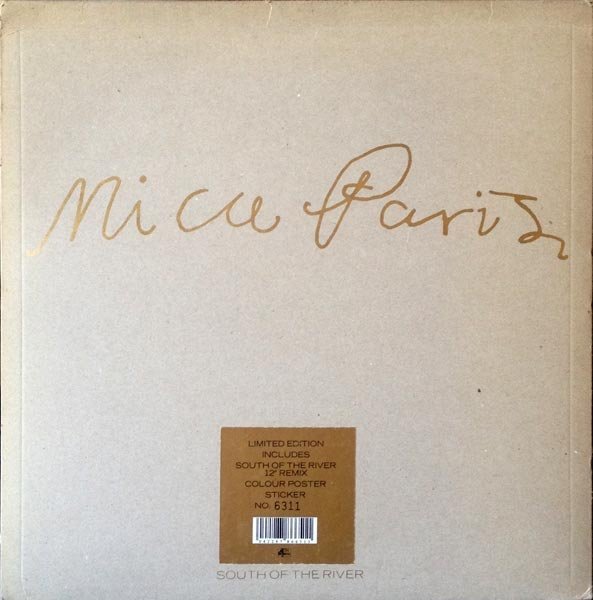 Mica Paris
LIMITED EDITION
INCLUDES
SOUTH OF THE RIVER
12" REMIX
COLOUR POSTER
STICKER
NO. 6311
SOUTH OF THE RIVER